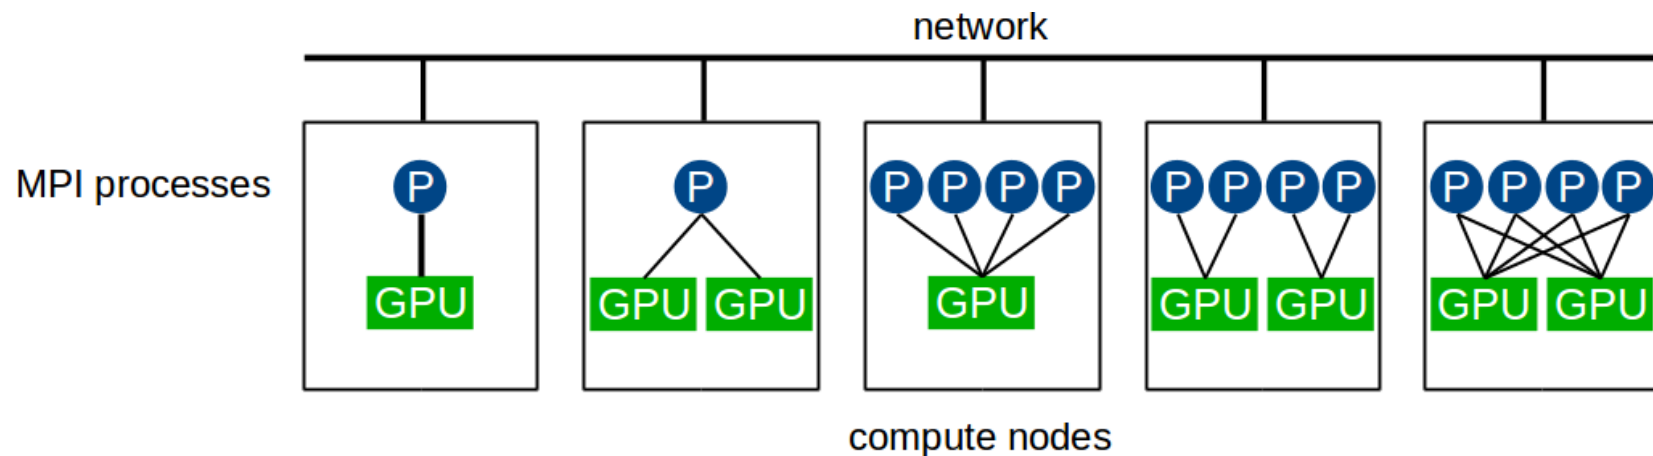 network
MPI processes
P
P
P P P P
P P P P
P P P P
GPU
GPU GPU
GPU
GPU GPU
GPU GPU
compute nodes